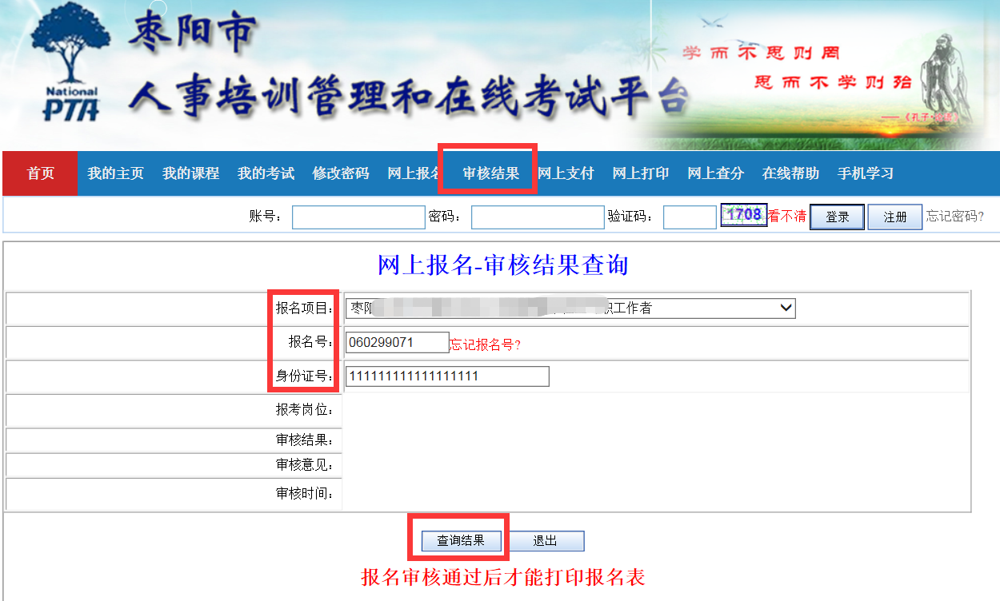 枣阳市
人事培训管理和在线考试平台
National
PTA
学而不思则罔
思而不学则殆
——《孔子·论语》
首页 我的主页 我的课程 我的考试 修改密码 网上报名 审核结果 网上支付 网上打印 网上查分 在线帮助 手机学习
账号： 密码： 验证码： 1708 看不清 登录 注册 忘记密码?
网上报名-审核结果查询
报名项目： 枣阳 职工作者
报名号： 060299071 忘记报名号?
身份证号： 111111111111111111
报考岗位：
审核结果：
审核意见：
审核时间：
查询结果 退出
报名审核通过后才能打印报名表